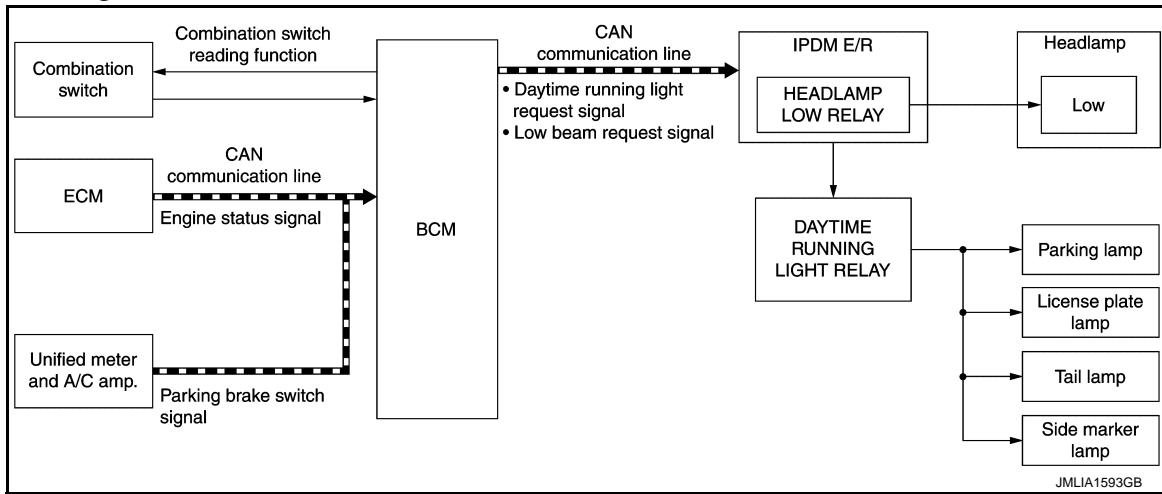 Combination switch
reading function
Combination
switch
ECM
CAN
communication line
Engine status signal
Unified meter
and A/C amp.
Parking brake switch
signal
BCM
CAN
communication line
• Daytime running light
request signal
• Low beam request signal
IPDM E/R
HEADLAMP
LOW RELAY
Headlamp
Low
DAYTIME
RUNNING
LIGHT RELAY
Parking lamp
License plate
lamp
Tail lamp
Side marker
lamp
JMLIA1593GB